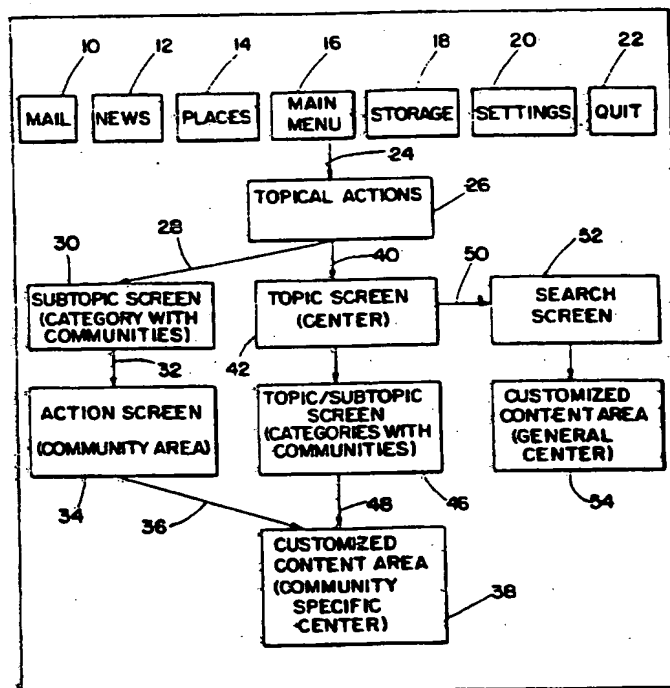 10 12 14 16 18 20 22
MAIL NEWS PLACES MAIN MENU STORAGE SETTINGS QUIT
24
TOPICAL ACTIONS
26
28
30
40
50
52
SUBTOPIC SCREEN
(CATEGORY WITH
COMMUNITIES)
TOPIC SCREEN
(CENTER)
SEARCH
SCREEN
32
42
ACTION SCREEN
(COMMUNITY AREA)
TOPIC/SUBTOPIC
SCREEN
(CATEGORIES WITH
COMMUNITIES)
CUSTOMIZED
CONTENT AREA
(GENERAL
CENTER)
34
36
48
46
54
CUSTOMIZED
CONTENT AREA
(COMMUNITY
SPECIFIC
CENTER)
38